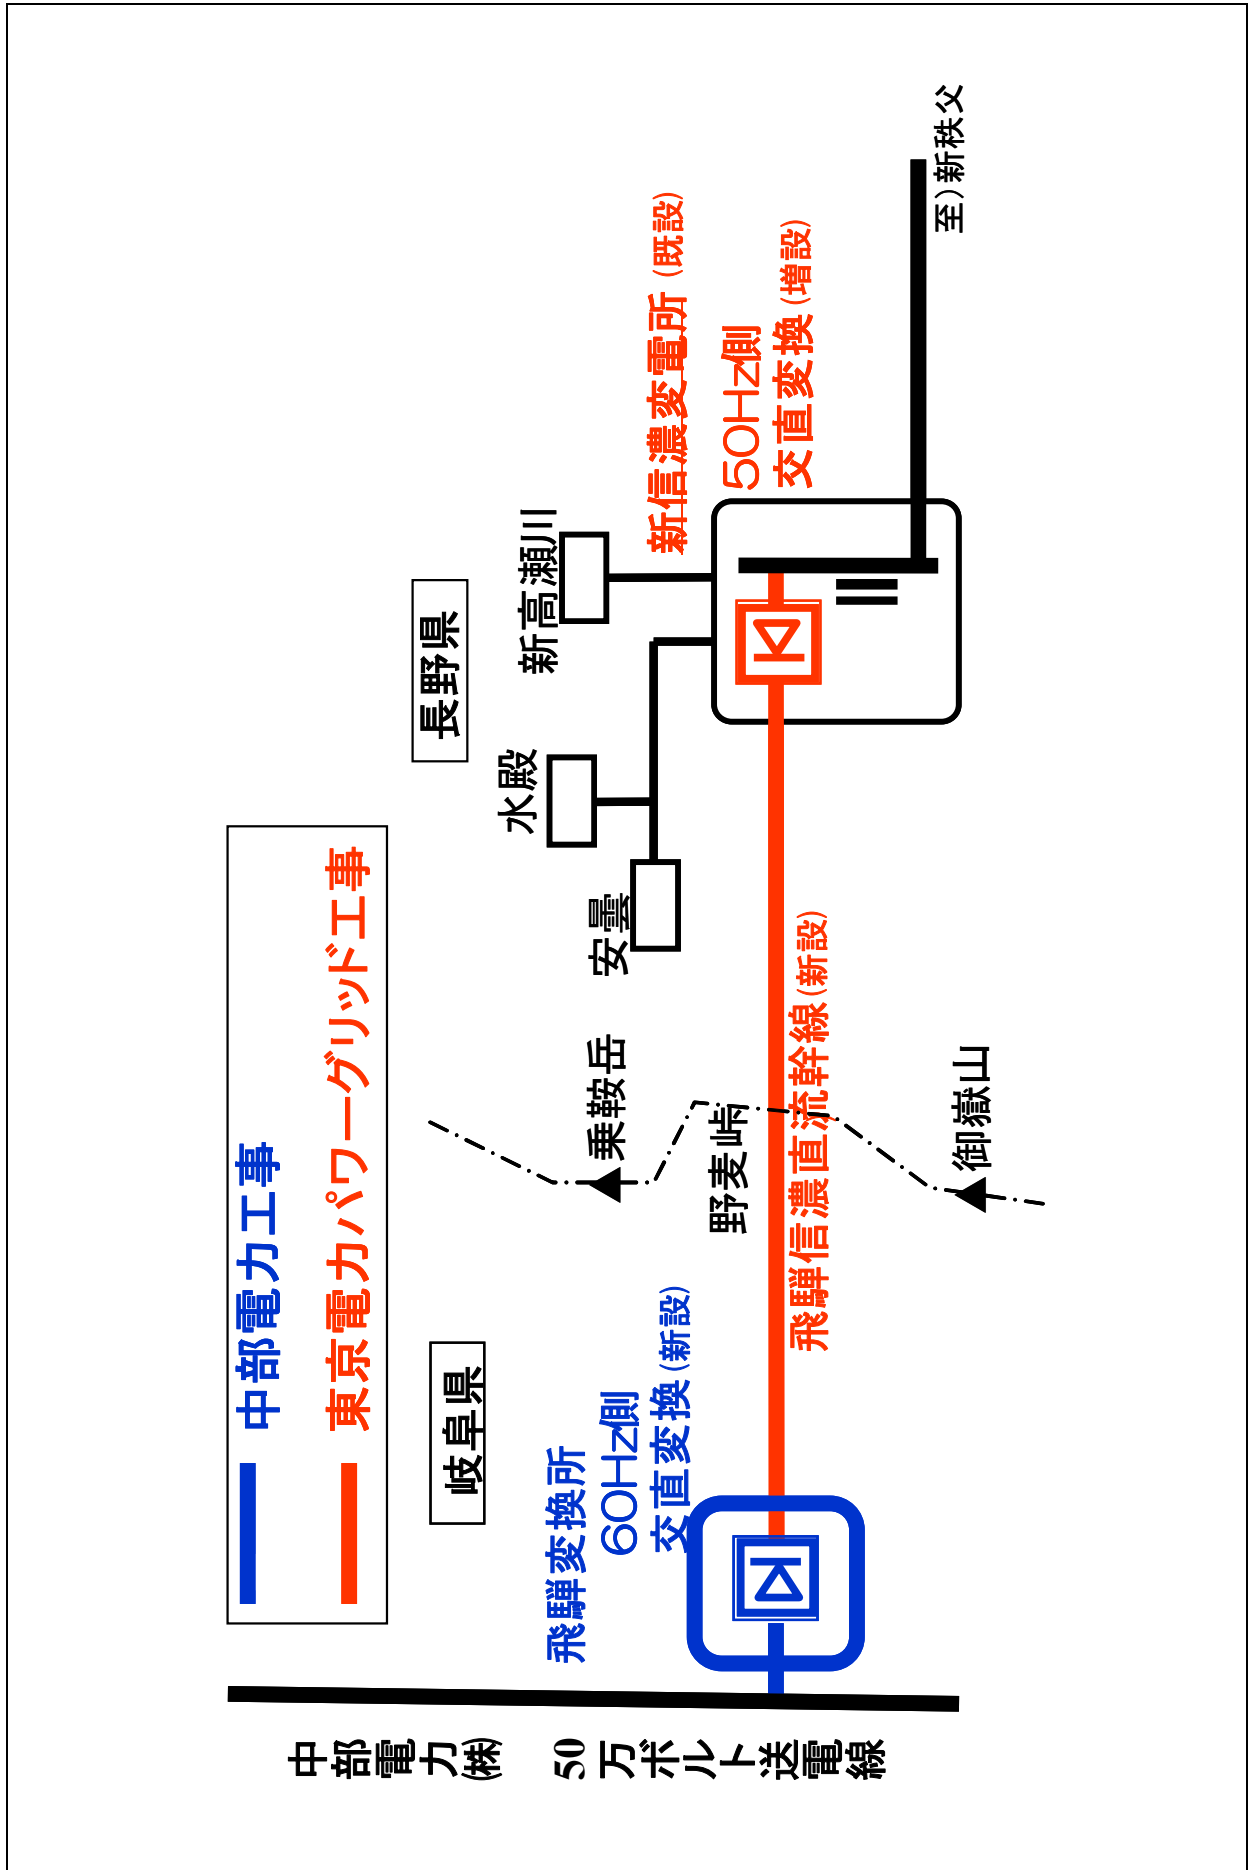 中部電力工事
東京電力パワーグリッド工事
岐阜県
長野県
飛騨変換所
60Hz側
交直変換(新設)
乗鞍岳
野麦峠
飛騨信濃直流幹線(新設)
御嶽山
安曇
水殿
新高瀬川
新信濃変電所(既設)
50Hz側
交直変換(増設)
至)新秩父
中部電力㈱ 50万ボルト送電線